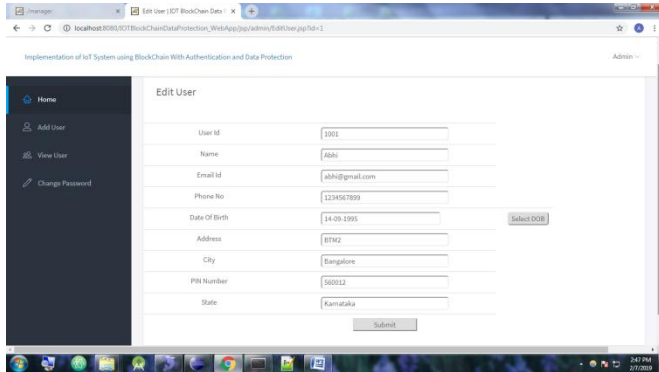 /manager
Edit User | IOT BlockChain Data
localhost:8080/IOTBlockChainDataProtection_WebApp/jsp/admin/EditUser.jsp?id=1
Implementation of IoT System using BlockChain With Authentication and Data Protection
Admin
Home
Add User
View User
Change Password
Edit User
User Id 1001
Name Abhi
Email Id abhi@gmail.com
Phone No 1234567899
Date Of Birth 14-09-1995 Select DOB
Address BTM2
City Bangalore
PIN Number 560012
State Karnataka
Submit
2:47 PM
2/7/2019